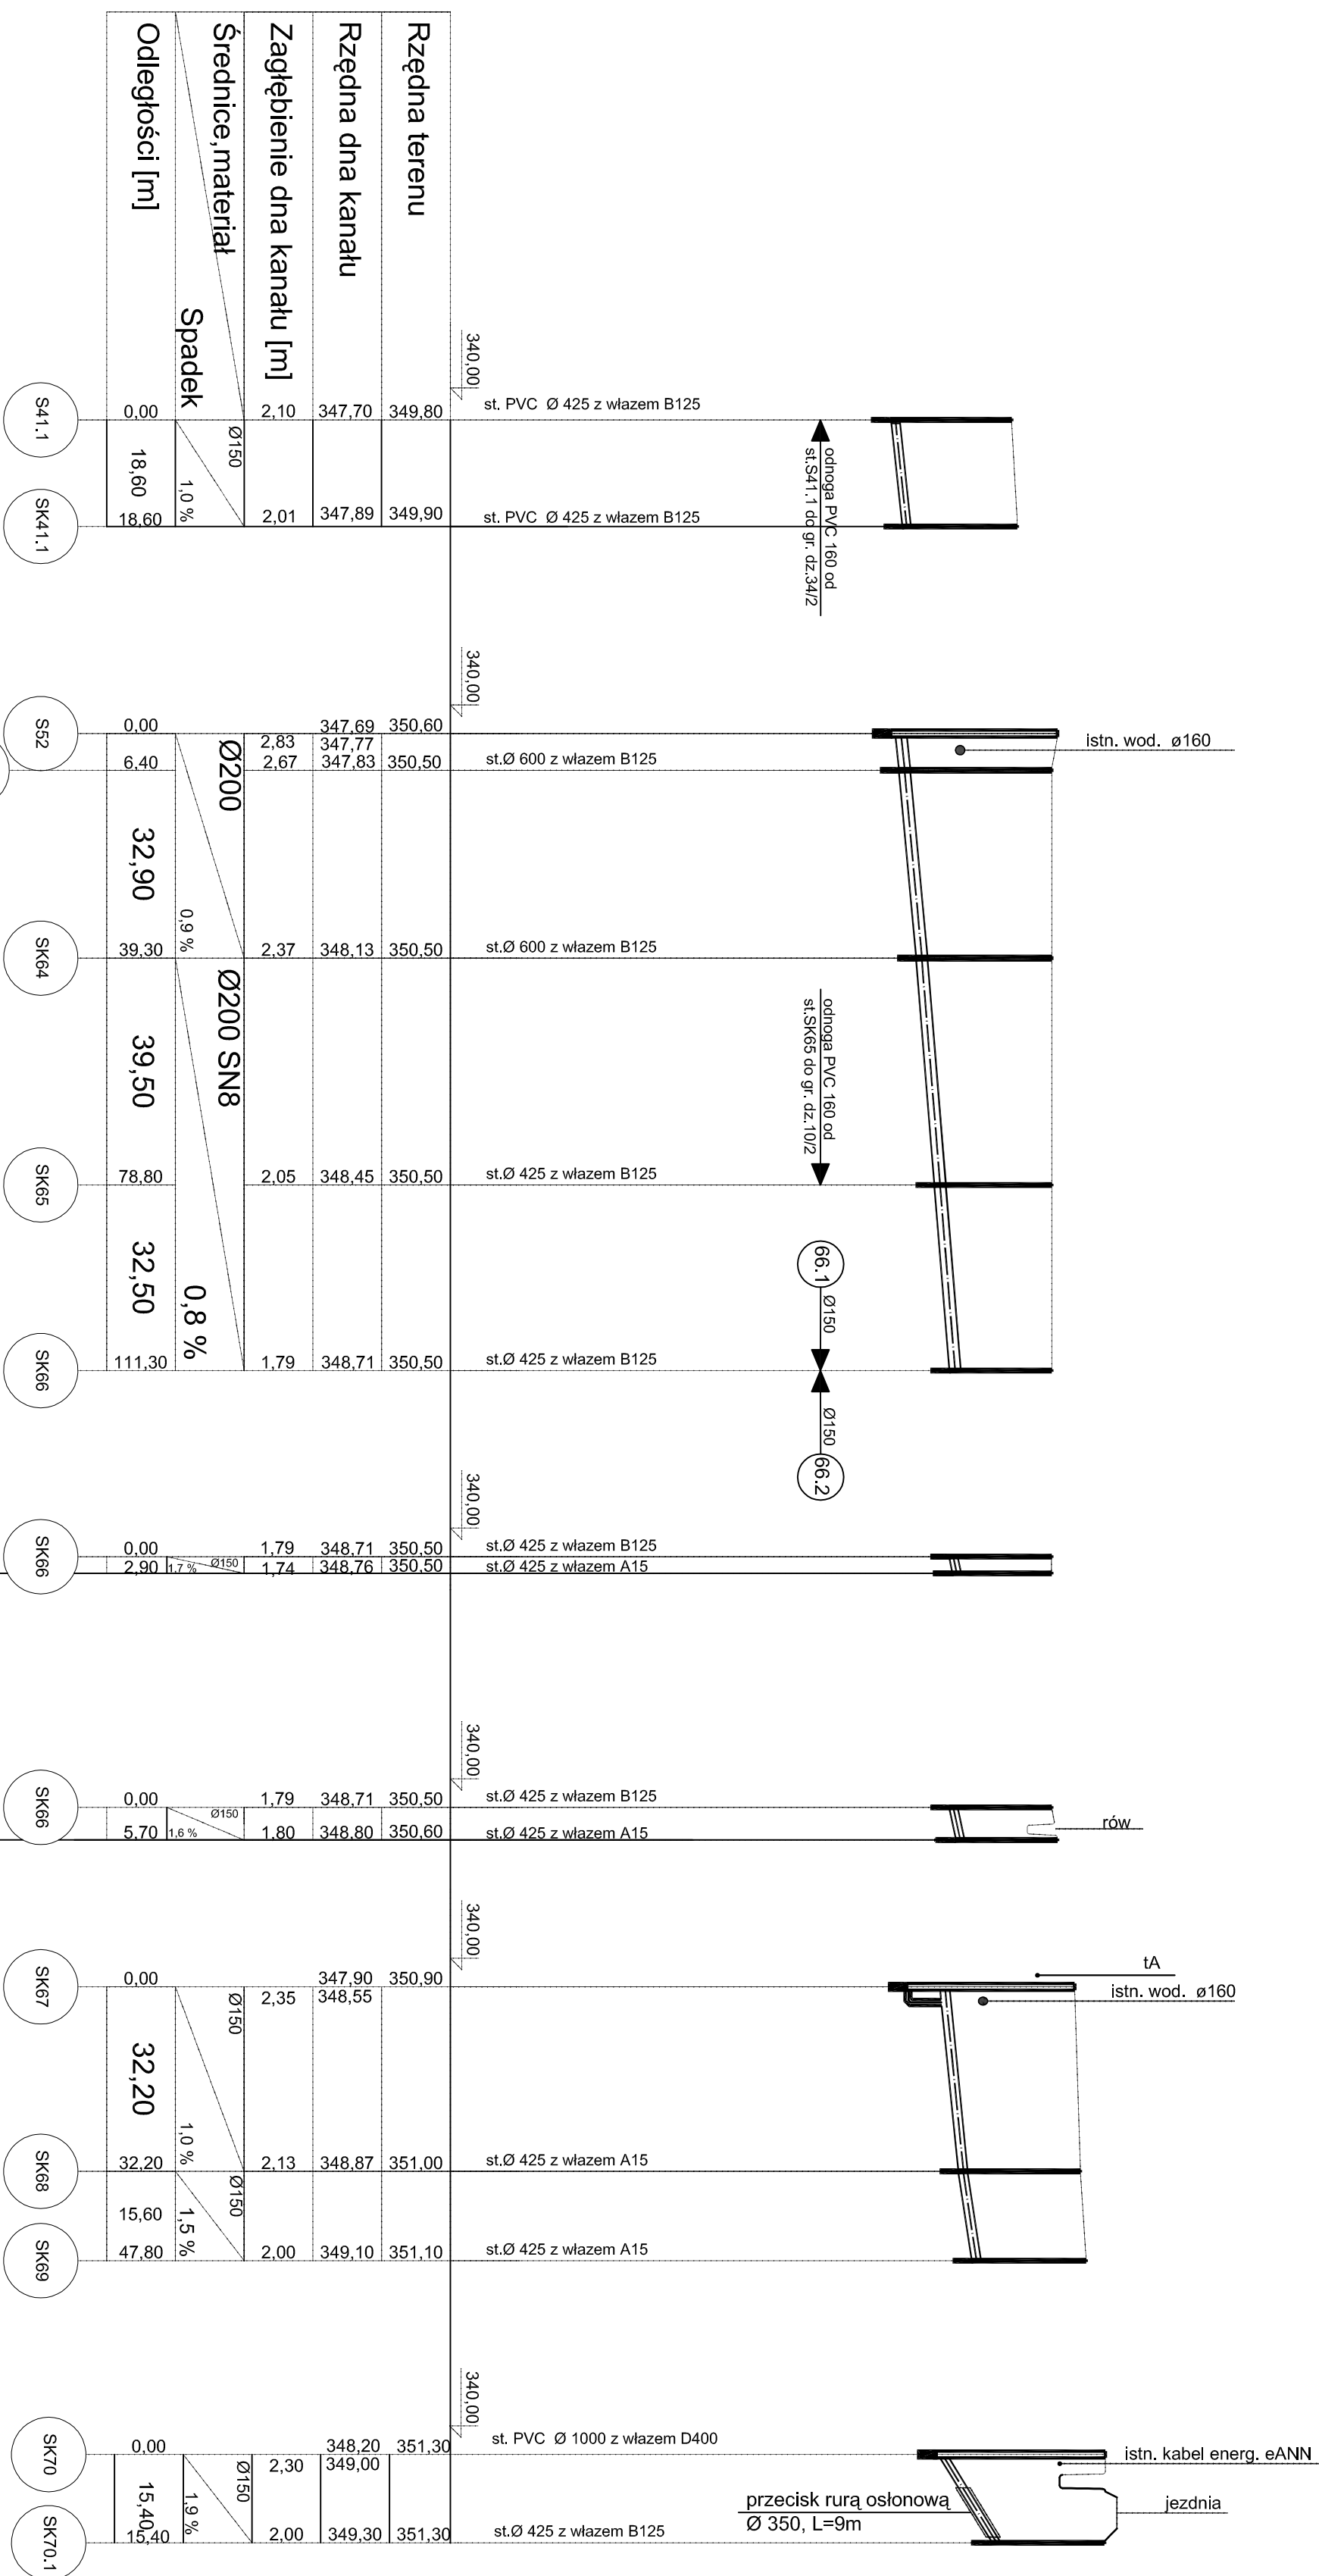 Rzędna terenu
Rzędna dna kanału
Zagłębienie dna kanału [m]
Średnice,materiał
Spadek
Odległości [m]
340,00
349,80
347,70
2,10
0,00
S41.1
st. PVC Ø 425 z włazem B125
Ø150
1,0 %
18,60
349,90
347,89
2,01
18,60
SK41.1
st. PVC Ø 425 z włazem B125
odnoga PVC 160 od
st.S41.1 do gr. dz.34/2
340,00
350,60
347,69
347,77
2,83
0,00
S52
istn. wod. ø160
350,50
347,83
2,67
6,40
st.Ø 600 z włazem B125
Ø200
0,9 %
32,90
350,50
348,13
2,37
39,30
SK64
st.Ø 600 z włazem B125
Ø200 SN8
0,8 %
39,50
odnoga PVC 160 od
st.SK65 do gr. dz.10/2
350,50
348,45
2,05
78,80
SK65
st.Ø 425 z włazem B125
32,50
66.1
Ø150
350,50
348,71
1,79
111,30
SK66
st.Ø 425 z włazem B125
Ø150
66.2
340,00
350,50
348,71
1,79
0,00
SK66
st.Ø 425 z włazem B125
Ø150
1,7 %
350,50
348,76
1,74
2,90
st.Ø 425 z włazem A15
340,00
350,50
348,71
1,79
0,00
SK66
st.Ø 425 z włazem B125
Ø150
1,6 %
350,60
348,80
1,80
5,70
st.Ø 425 z włazem A15
rów
340,00
350,90
347,90
348,55
2,35
0,00
SK67
tA
istn. wod. ø160
Ø150
1,0 %
32,20
351,00
348,87
2,13
32,20
SK68
st.Ø 425 z włazem A15
Ø150
1,5 %
15,60
351,10
349,10
2,00
47,80
SK69
st.Ø 425 z włazem A15
340,00
351,30
348,20
349,00
2,30
0,00
SK70
st. PVC Ø 1000 z włazem D400
istn. kabel energ. eANN
jezdnia
przecisk rurą osłonową
Ø 350, L=9m
Ø150
1,9 %
15,40
351,30
349,30
2,00
15,40
SK70.1
st.Ø 425 z włazem B125